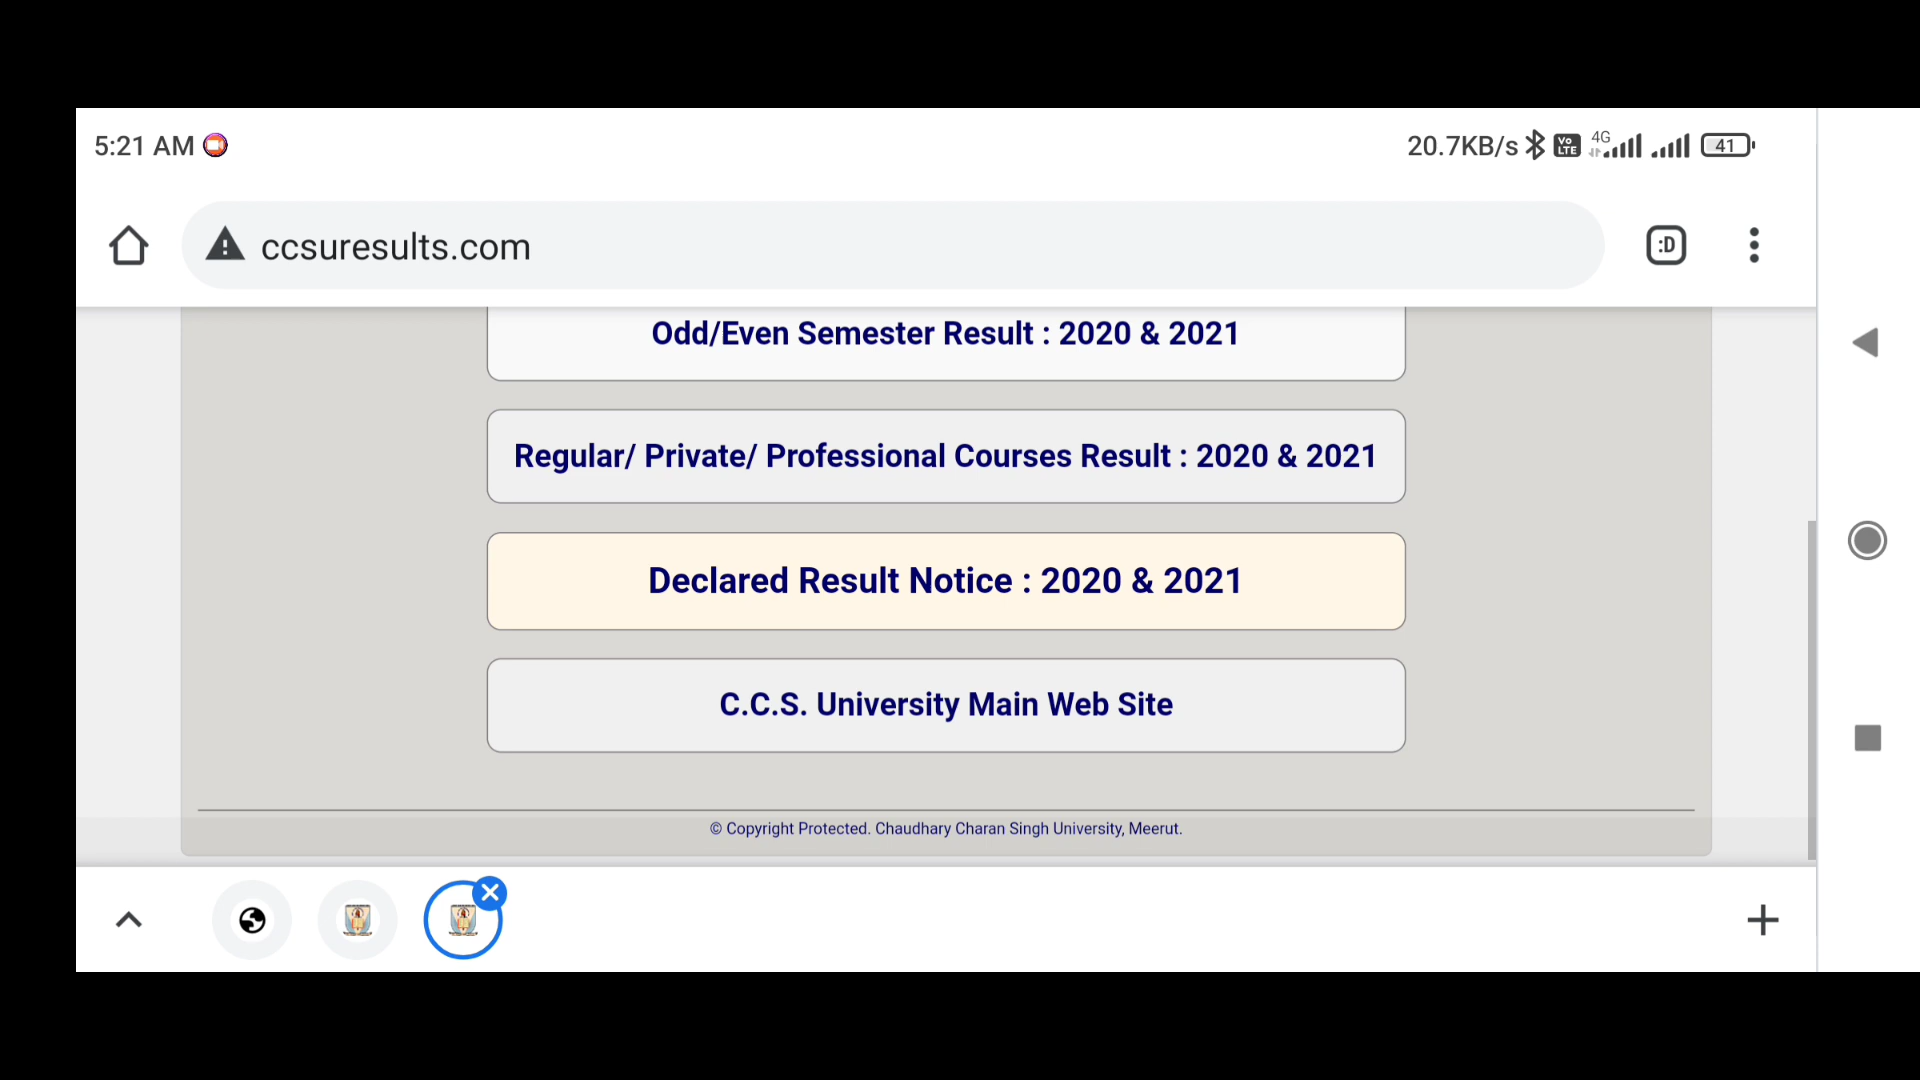 5:21 AM
20.7KB/s Vo LTE 4G 41
ccsuresults.com
:D
Odd/Even Semester Result : 2020 & 2021
Regular/ Private/ Professional Courses Result : 2020 & 2021
Declared Result Notice : 2020 & 2021
C.C.S. University Main Web Site
© Copyright Protected. Chaudhary Charan Singh University, Meerut.